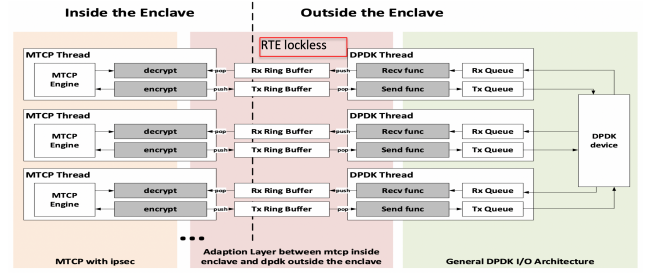 Inside the Enclave
Outside the Enclave
RTE lockless
MTCP Thread
MTCP
Engine
decrypt
encrypt
pop
push
Rx Ring Buffer
Tx Ring Buffer
push
pop
DPDK Thread
Recv func
Send func
Rx Queue
Tx Queue
MTCP Thread
MTCP
Engine
decrypt
encrypt
pop
push
Rx Ring Buffer
Tx Ring Buffer
push
pop
DPDK Thread
Recv func
Send func
Rx Queue
Tx Queue
DPDK
device
MTCP Thread
MTCP
Engine
decrypt
encrypt
pop
push
Rx Ring Buffer
Tx Ring Buffer
push
pop
DPDK Thread
Recv func
Send func
Rx Queue
Tx Queue
...
MTCP with ipsec
Adaption Layer between mtcp inside
enclave and dpdk outside the enclave
General DPDK I/O Architecture